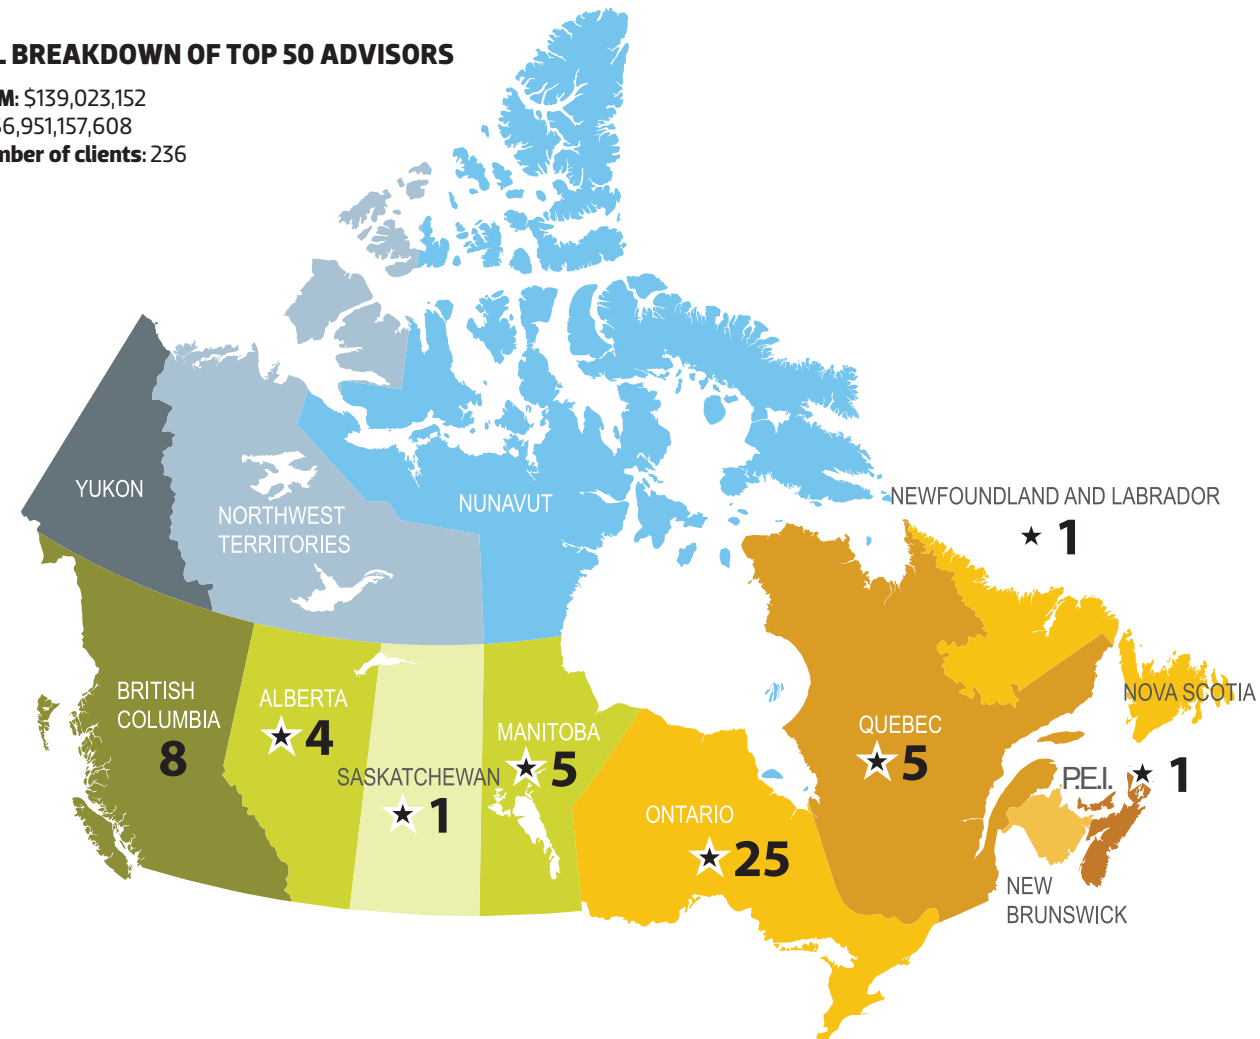 L BREAKDOWN OF TOP 50 ADVISORS
M: $139,023,152
6,951,157,608
mber of clients: 236
YUKON
NORTHWEST
TERRITORIES
NUNAVUT
NEWFOUNDLAND AND LABRADOR
1
BRITISH
COLUMBIA
8
ALBERTA
4
SASKATCHEWAN
1
MANITOBA
5
ONTARIO
25
QUEBEC
5
NOVA SCOTIA
P.E.I.
1
NEW
BRUNSWICK